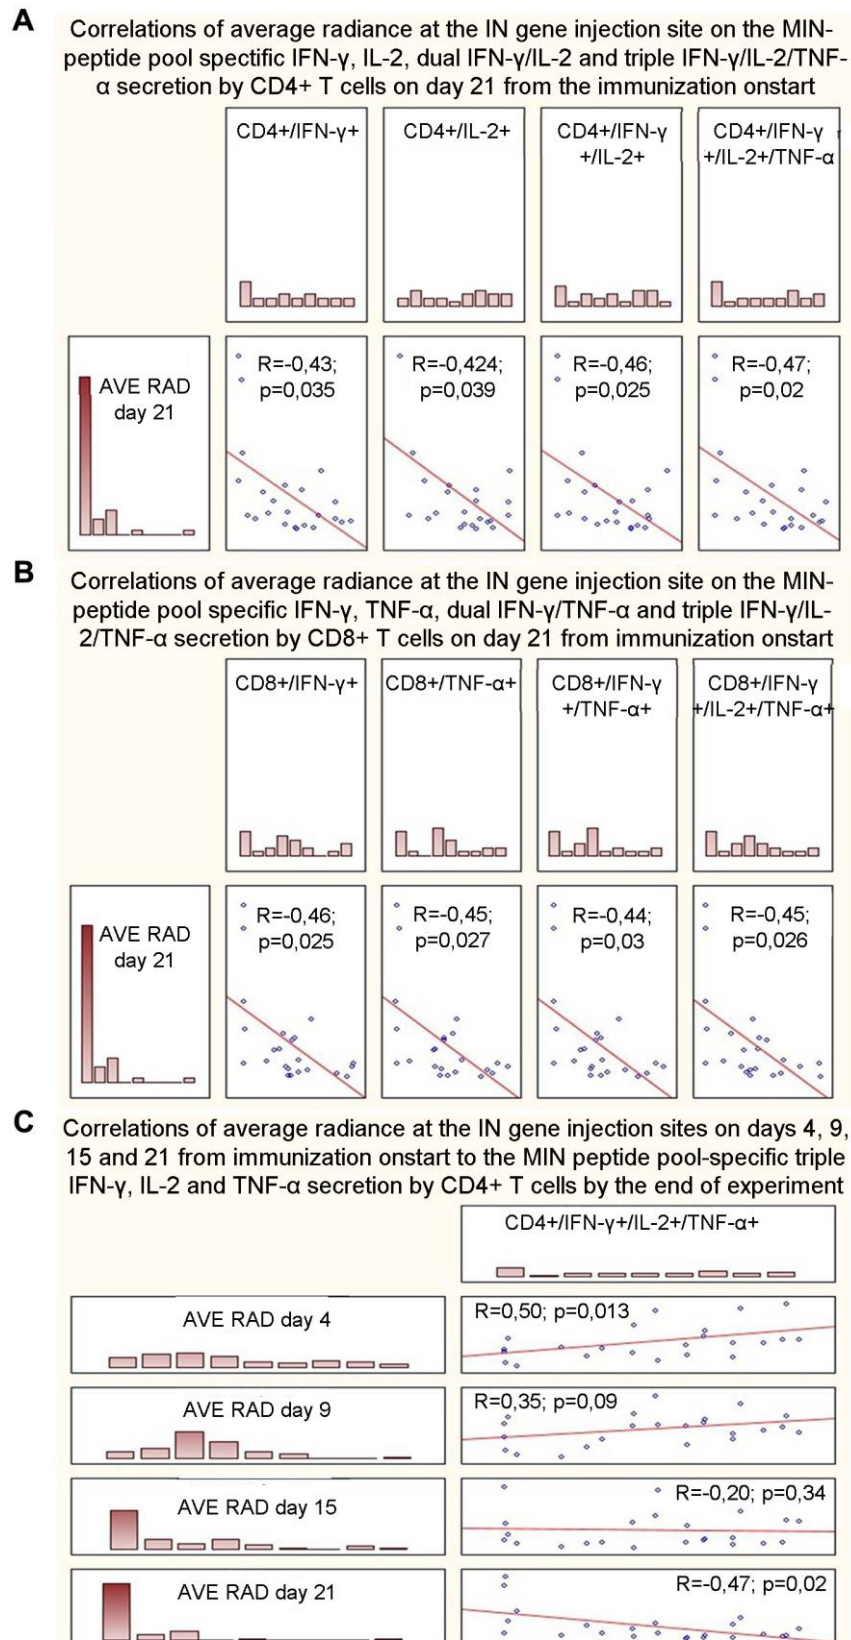 A
Correlations of average radiance at the IN gene injection site on the MIN-
peptide pool spectific IFN-γ, IL-2, dual IFN-γ/IL-2 and triple IFN-γ/IL-2/TNF-
α secretion by CD4+ T cells on day 21 from the immunization onstart
CD4+/IFN-γ+
CD4+/IL-2+
CD4+/IFN-γ
+/IL-2+
CD4+/IFN-γ
+/IL-2+/TNF-α
AVE RAD
day 21
R=-0,43;
p=0,035
R=-0,424;
p=0,039
R=-0,46;
p=0,025
R=-0,47;
p=0,02
B
Correlations of average radiance at the IN gene injection site on the MIN-
peptide pool specific IFN-γ, TNF-α, dual IFN-γ/TNF-α and triple IFN-γ/IL-
2/TNF-α secretion by CD8+ T cells on day 21 from immunization onstart
CD8+/IFN-γ+
CD8+/TNF-α+
CD8+/IFN-γ
+/TNF-α+
CD8+/IFN-γ
+/IL-2+/TNF-α+
AVE RAD
day 21
R=-0,46;
p=0,025
R=-0,45;
p=0,027
R=-0,44;
p=0,03
R=-0,45;
p=0,026
C
Correlations of average radiance at the IN gene injection sites on days 4, 9,
15 and 21 from immunization onstart to the MIN peptide pool-specific triple
IFN-γ, IL-2 and TNF-α secretion by CD4+ T cells by the end of experiment
CD4+/IFN-γ+/IL-2+/TNF-α+
AVE RAD day 4
R=0,50; p=0,013
AVE RAD day 9
R=0,35; p=0,09
AVE RAD day 15
R=-0,20; p=0,34
AVE RAD day 21
R=-0,47; p=0,02